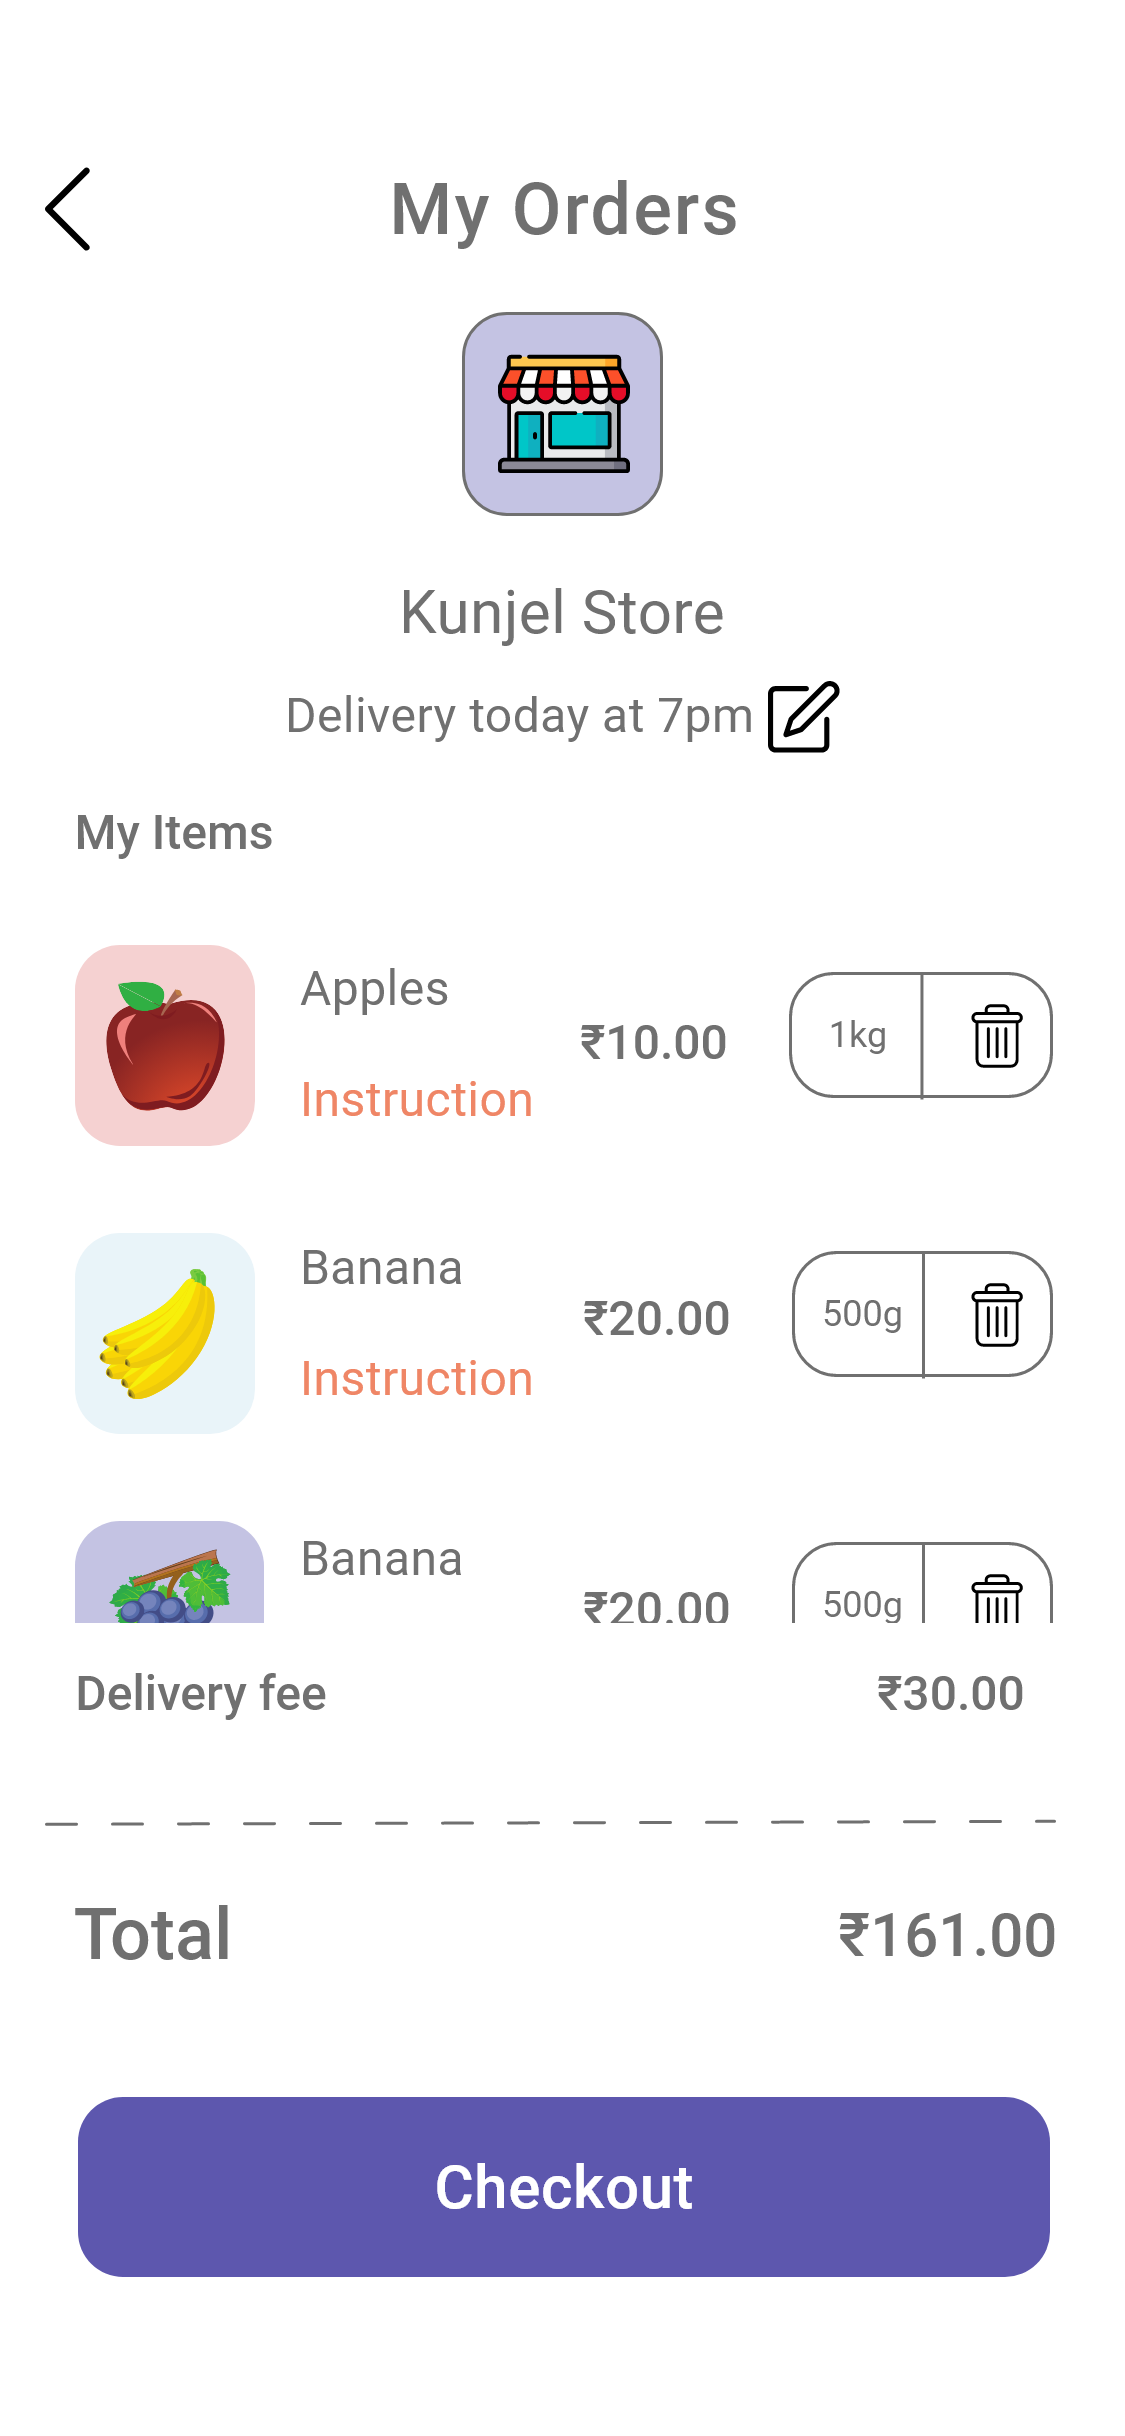 My Orders
Kunjel Store
Delivery today at 7pm
My Items
Apples
₹10.00
1kg
Instruction
Banana
₹20.00
500g
Instruction
Banana
₹20.00
500g
Delivery fee
₹30.00
Total
₹161.00
Checkout